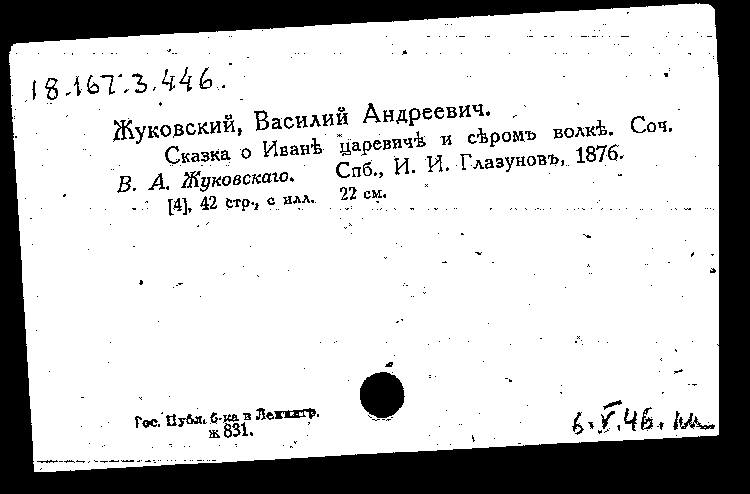 18.167.3.446.
Жуковский, Василий Андреевич.
Сказка о Иванѣ царевичѣ и сѣромъ волкѣ. Соч.
В. А. Жуковскаго. Спб., И. И. Глазуновъ, 1876.
[4], 42 стр., с илл. 22 см.
Гос. Публ. б-ка в Ленингр.
ж 831.
6.V.46.